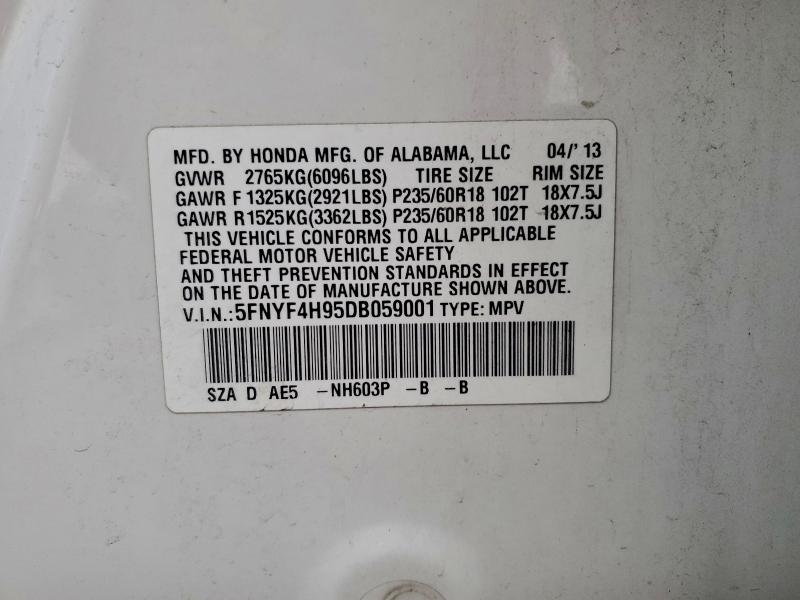 MFD. BY HONDA MFG. OF ALABAMA, LLC 04/'13
GVWR 2765KG(6096LBS) TIRE SIZE RIM SIZE
GAWR F 1325KG(2921LBS) P235/60R18 102T 18X7.5J
GAWR R1525KG(3362LBS) P235/60R18 102T 18X7.5J
THIS VEHICLE CONFORMS TO ALL APPLICABLE
FEDERAL MOTOR VEHICLE SAFETY
AND THEFT PREVENTION STANDARDS IN EFFECT
ON THE DATE OF MANUFACTURE SHOWN ABOVE.
V.I.N.:5FNYF4H95DB059001 TYPE: MPV
SZA D AE5 -NH603P -B -B